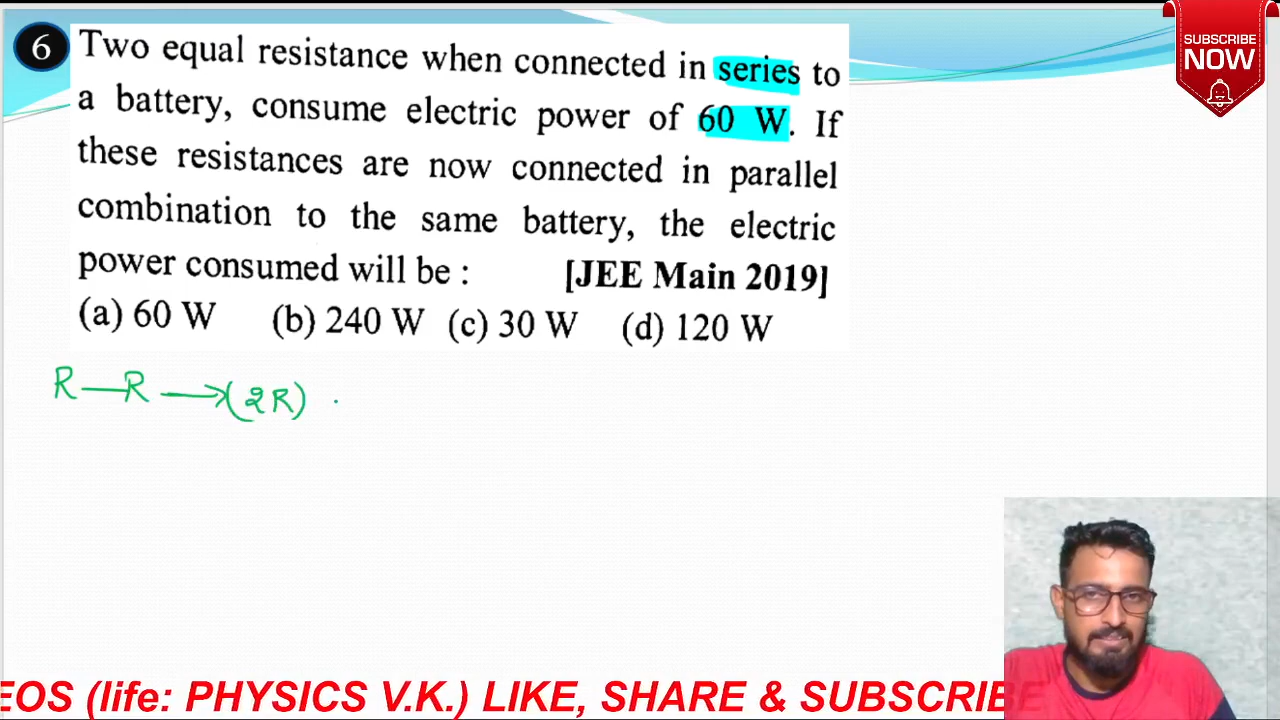 SUBSCRIBE
NOW
6
Two equal resistance when connected in series to
a battery, consume electric power of 60 W. If
these resistances are now connected in parallel
combination to the same battery, the electric
power consumed will be : [JEE Main 2019]
(a) 60 W (b) 240 W (c) 30 W (d) 120 W
R — R → (2R)
EOS (life: PHYSICS V.K.) LIKE, SHARE & SUBSCRIBE